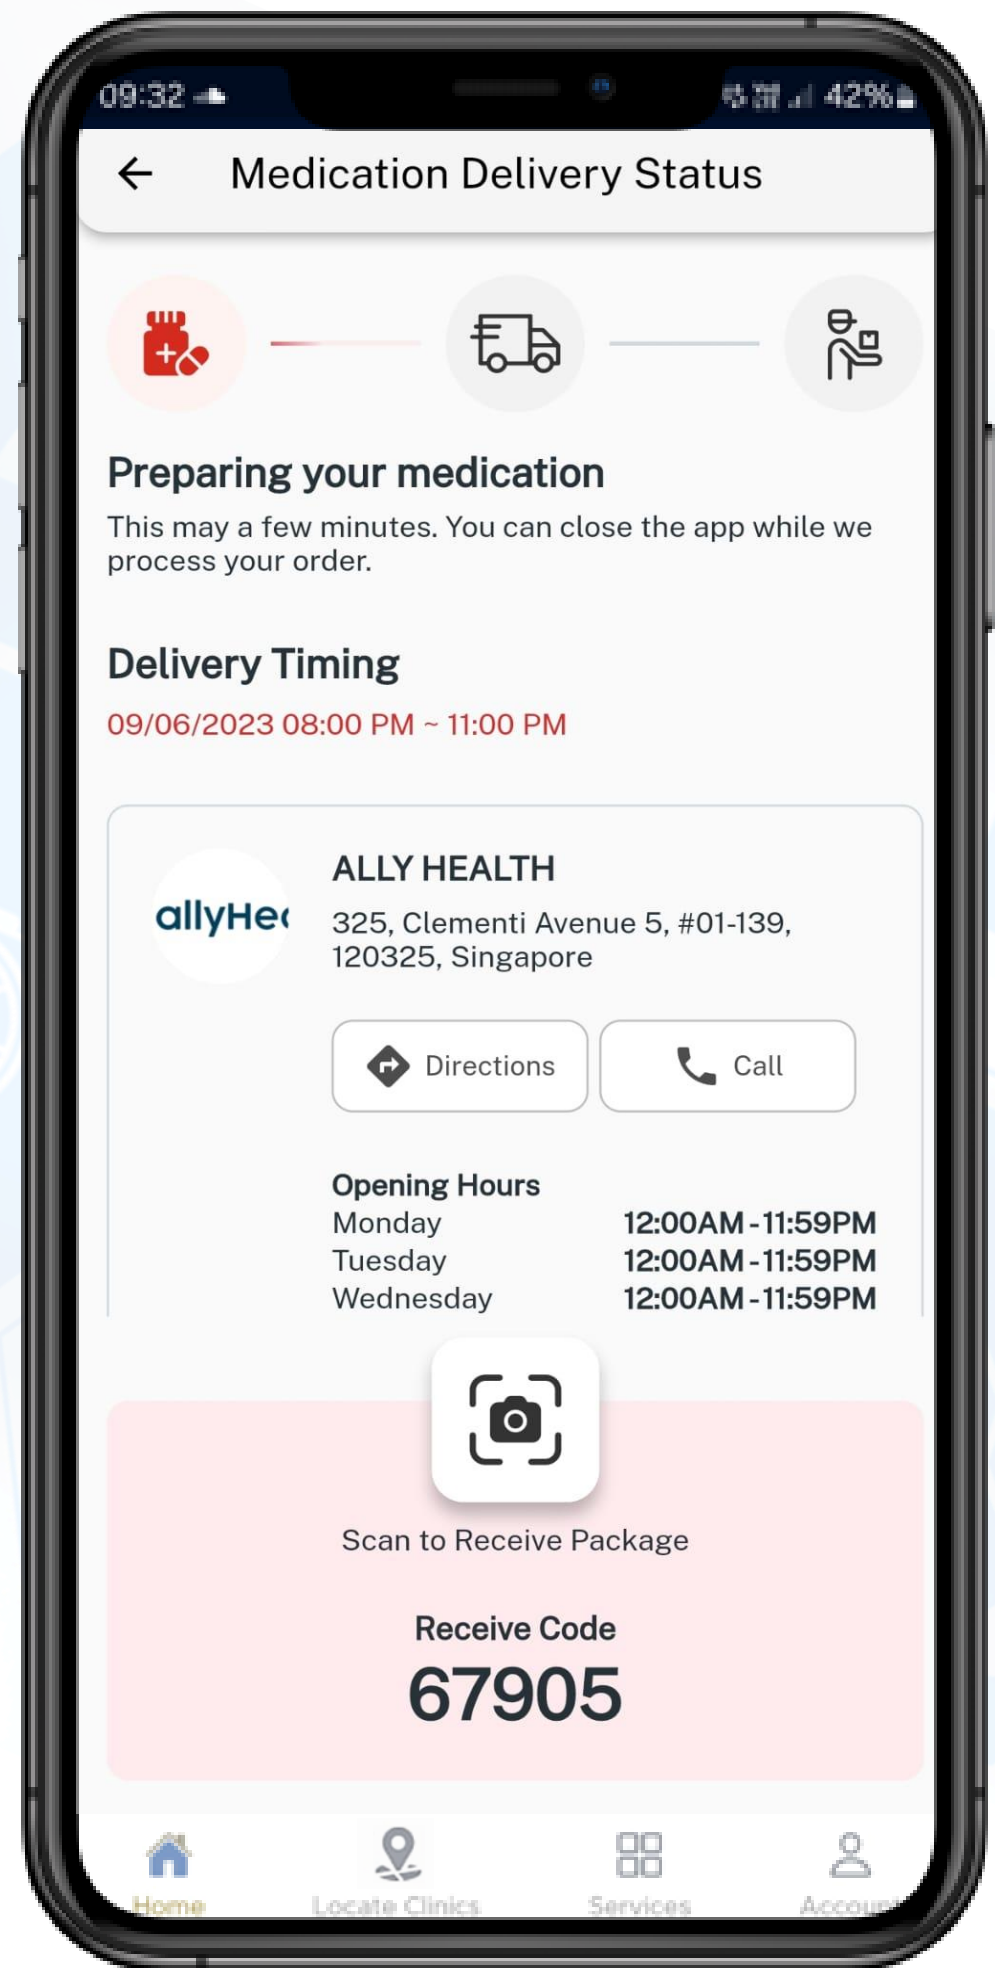 09:32
42%
Medication Delivery Status
Preparing your medication
This may a few minutes. You can close the app while we
process your order.
Delivery Timing
09/06/2023 08:00 PM ~ 11:00 PM
allyHea
ALLY HEALTH
325, Clementi Avenue 5, #01-139,
120325, Singapore
Directions
Call
Opening Hours
Monday 12:00AM - 11:59PM
Tuesday 12:00AM - 11:59PM
Wednesday 12:00AM - 11:59PM
Scan to Receive Package
Receive Code
67905
Home
Locate Clinics
Services
Account